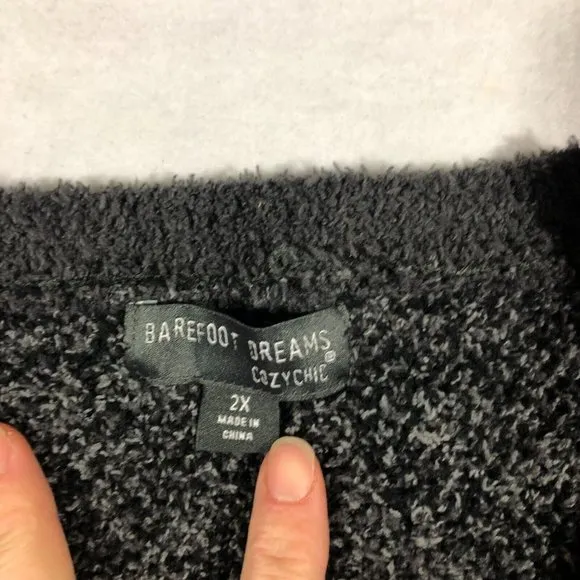 BAREFOOT DREAMS®
COZYCHIC
2X
MADE IN
CHINA